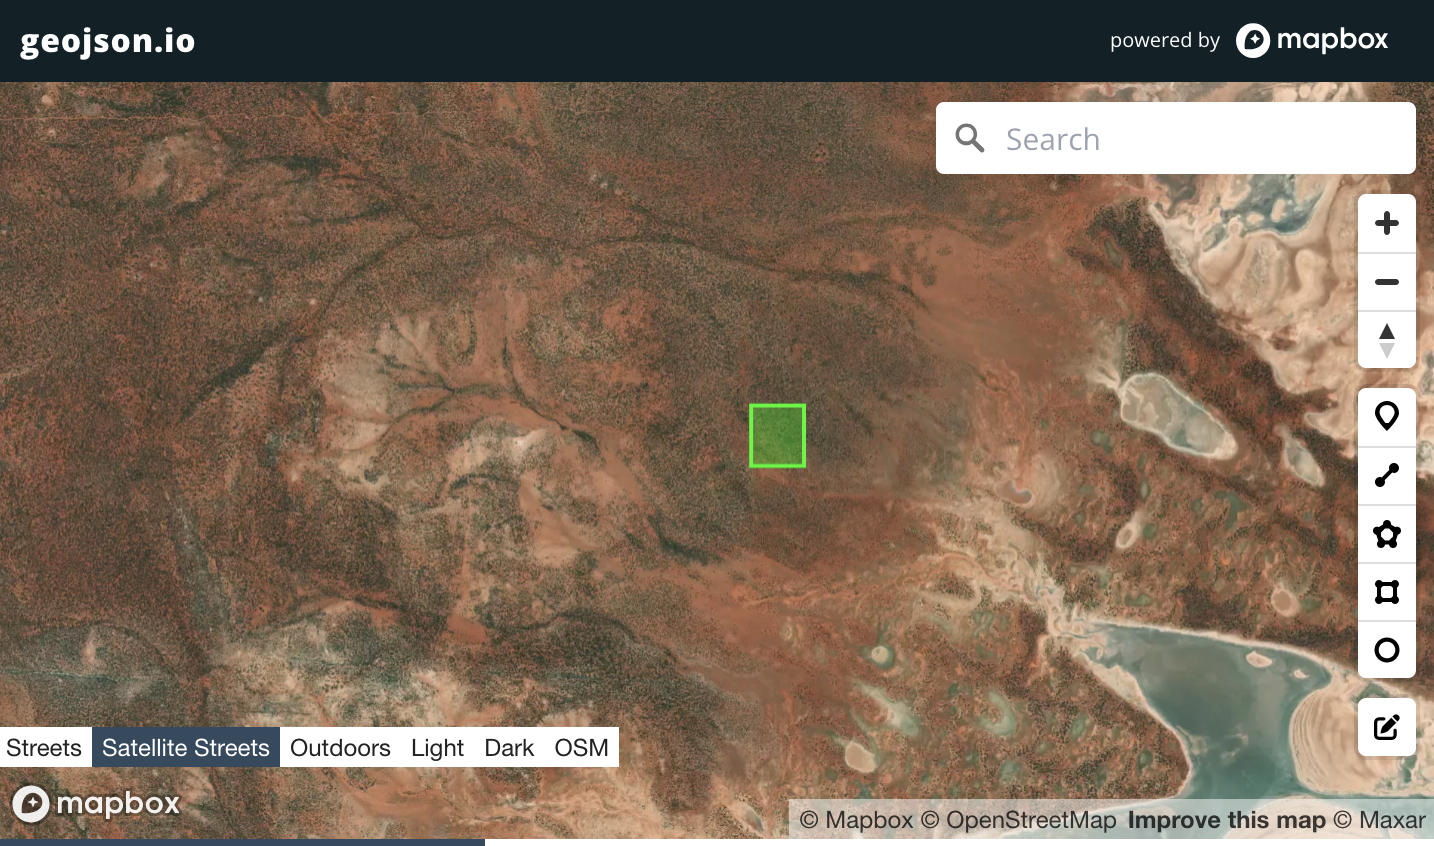 geojson.io
powered by mapbox
Search
Streets Satellite Streets Outdoors Light Dark OSM
mapbox
© Mapbox © OpenStreetMap Improve this map © Maxar